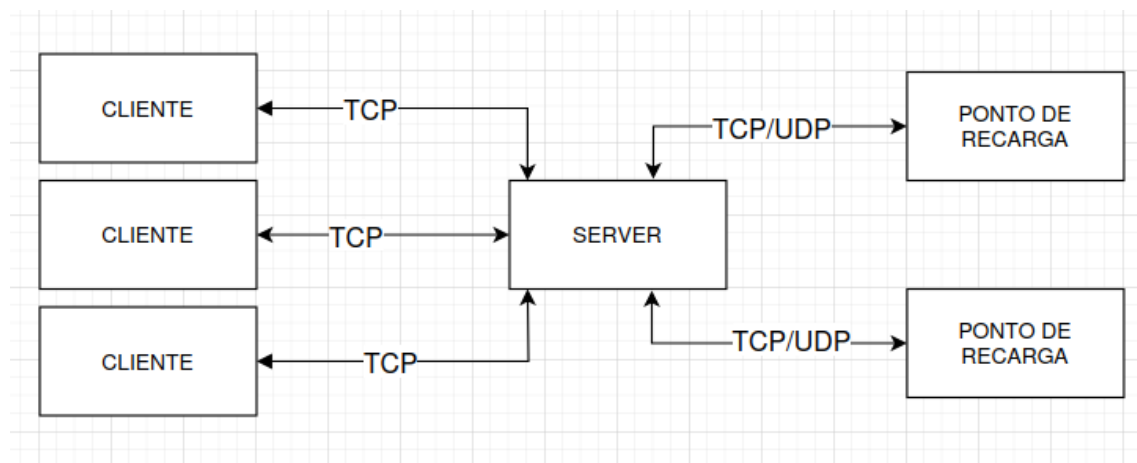 CLIENTE
TCP
TCP/UDP
PONTO DE
RECARGA
CLIENTE
TCP
SERVER
CLIENTE
TCP
TCP/UDP
PONTO DE
RECARGA